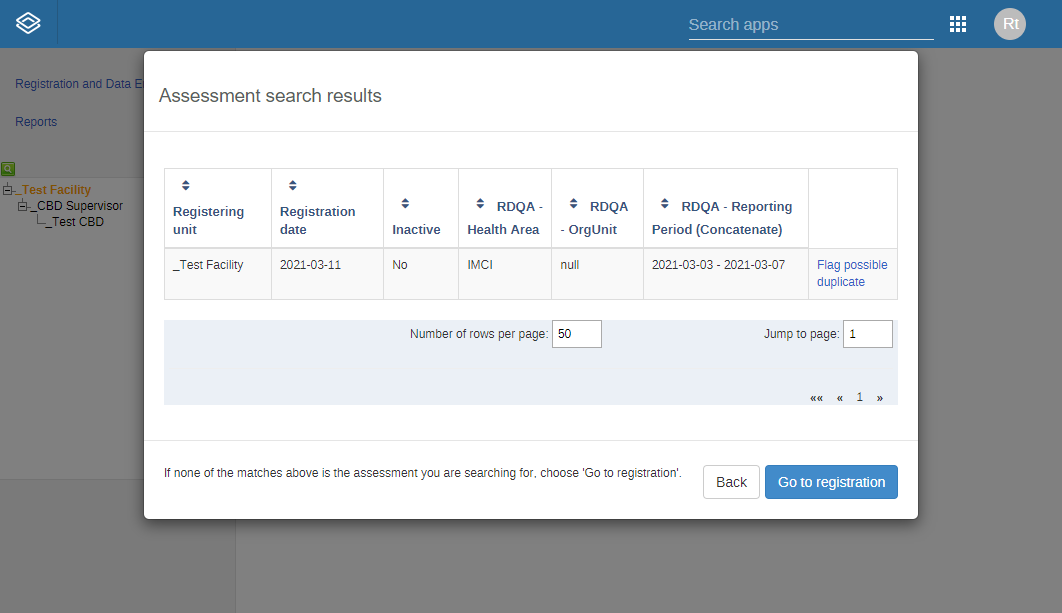 Search apps
Rt
Registration and Data E
Reports
_Test Facility
_CBD Supervisor
_Test CBD
Assessment search results
Registering
unit
Registration
date
Inactive
RDQA -
Health Area
RDQA
- OrgUnit
RDQA - Reporting
Period (Concatenate)
_Test Facility
2021-03-11
No
IMCI
null
2021-03-03 - 2021-03-07
Flag possible
duplicate
Number of rows per page: 50
Jump to page: 1
«« « 1 »
If none of the matches above is the assessment you are searching for, choose 'Go to registration'.
Back
Go to registration